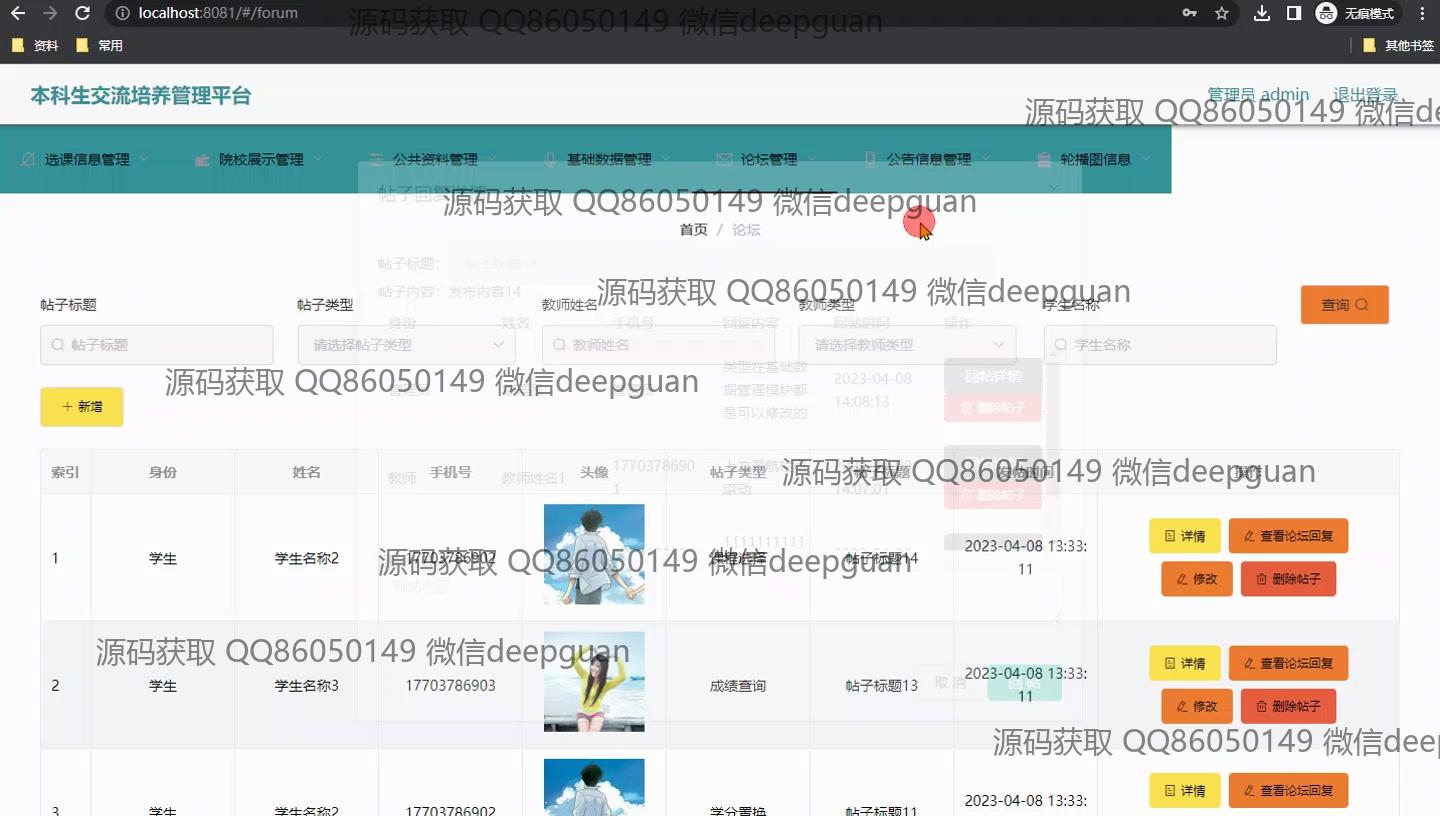 localhost:8081/#/forum
无痕模式
资料 常用 其他书签
源码获取 QQ86050149 微信deepguan
本科生交流培养管理平台
管理员 admin 退出登录
源码获取 QQ86050149 微信de
选课信息管理 院校展示管理 公共资料管理 基础数据管理 论坛管理 公告信息管理 轮播图信息
源码获取 QQ86050149 微信deepguan
首页 / 论坛
帖子标题:
帖子内容: 发布内容14
源码获取 QQ86050149 微信deepguan
帖子标题 帖子类型 教师姓名 教师类型 学生名称 查询
身份 姓名 手机号 回复内容 回帖时间 操作
帖子标题 请选择帖子类型 教师姓名 请选择教师类型 学生名称
类型在基础数
据管理模块都
是可以修改的
2023-04-08
14:08:13
回帖详情
删除帖子
源码获取 QQ86050149 微信deepguan
新增
索引 身份 姓名 手机号 头像 帖子类型 帖子标题 发帖时间 操作
教师 教师姓名1 1770378690
1
滚动
14:07:01
删除帖子
源码获取 QQ86050149 微信deepguan
1 学生 学生名称2 17703786902 帖子标题14 2023-04-08 13:33:
11
详情 查看论坛回复
修改 删除帖子
源码获取 QQ86050149 微信deepguan
2 学生 学生名称3 17703786903 成绩查询 帖子标题13 2023-04-08 13:33:
11
详情 查看论坛回复
修改 删除帖子
取 消
源码获取 QQ86050149 微信deepguan
源码获取 QQ86050149 微信deep
3 学生 学生名称2 17703786902 学分置换 帖子标题11 2023-04-08 13:33:
详情 查看论坛回复